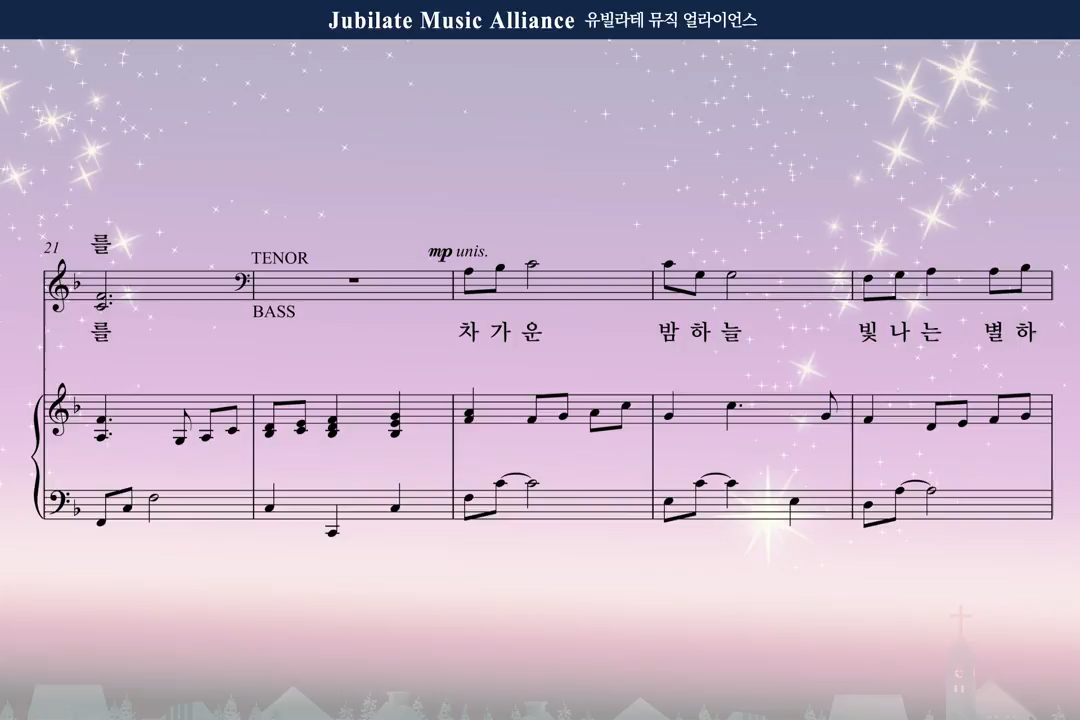 Jubilate Music Alliance 유빌라테 뮤직 얼라이언스
21
를
TENOR
mp unis.
BASS
를 차 가 운 밤 하 늘 빛 나 는 별 하